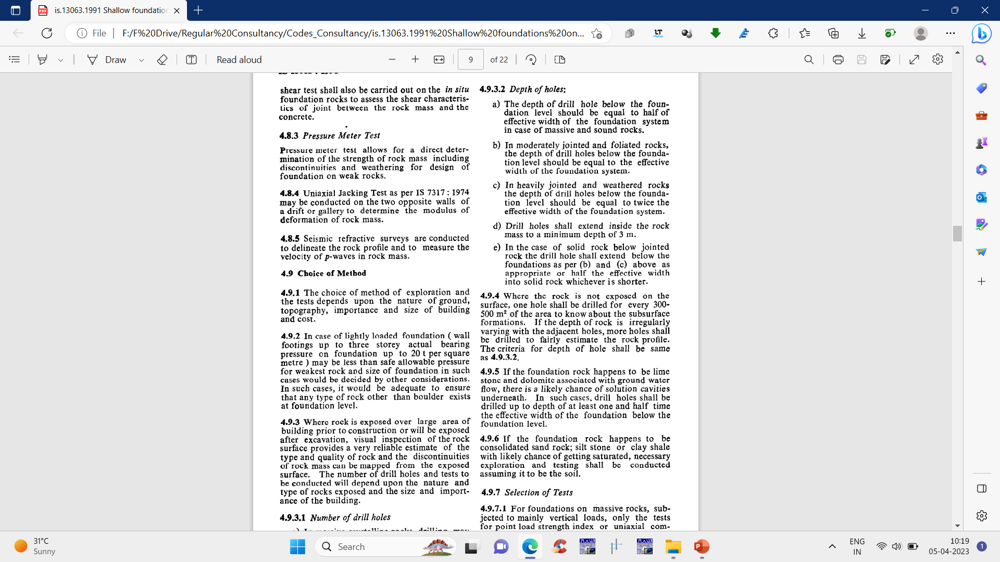 is.13063.1991 Shallow foundatio
File
F:/F%20Drive/Regular%20Consultancy/Codes_Consultancy/is.13063.1991%20Shallow%20foundations%20on...
Draw
Read aloud
9
of 22
shear test shall also be carried out on the in situ
foundation rocks to assess the shear characteris-
tics of joint between the rock mass and the
concrete.
4.8.3 Pressure Meter Test
Pressure meter test allows for a direct deter-
mination of the strength of rock mass including
discontinuities and weathering for design of
foundation on weak rocks.
4.8.4 Uniaxial Jacking Test as per IS 7317 : 1974
may be conducted on the two opposite walls of
a drift or gallery to determine the modulus of
deformation of rock mass.
4.8.5 Seismic refractive surveys are conducted
to delineate the rock profile and to measure the
velocity of p-waves in rock mass.
4.9 Choice of Method
4.9.1 The choice of method of exploration and
the tests depends upon the nature of ground,
topography, importance and size of building
and cost.
4.9.2 In case of lightly loaded foundation ( wall
footings up to three storey actual bearing
pressure on foundation up to 20 t per square
metre ) may be less than safe allowable pressure
for weakest rock and size of foundation in such
cases would be decided by other considerations.
In such cases, it would be adequate to ensure
that any type of rock other than boulder exists
at foundation level.
4.9.3 Where rock is exposed over large area of
building prior to construction or will be exposed
after excavation, visual inspection of the rock
surface provides a very reliable estimate of the
type and quality of rock and the discontinuities
of rock mass can be mapped from the exposed
surface. The number of drill holes and tests to
be conducted will depend upon the nature and
type of rocks exposed and the size and import-
ance of the building.
4.9.3.1 Number of drill holes
4.9.3.2 Depth of holes:
a) The depth of drill hole below the foun-
dation level should be equal to half of
effective width of the foundation system
in case of massive and sound rocks.
b) In moderately jointed and foliated rocks,
the depth of drill holes below the founda-
tion level should be equal to the effective
width of the foundation system.
c) In heavily jointed and weathered rocks
the depth of drill holes below the founda-
tion level should be equal to twice the
effective width of the foundation system.
d) Drill holes shall extend inside the rock
mass to a minimum depth of 3 m.
e) In the case of solid rock below jointed
rock the drill hole shall extend below the
foundations as per (b) and (c) above as
appropriate or half the effective width
into solid rock whichever is shorter.
4.9.4 Where the rock is not exposed on the
surface, one hole shall be drilled for every 300-
500 m² of the area to know about the subsurface
formations. If the depth of rock is irregularly
varying with the adjacent holes, more holes shall
be drilled to fairly estimate the rock profile.
The criteria for depth of hole shall be same
as 4.9.3.2.
4.9.5 If the foundation rock happens to be lime
stone and dolomite associated with ground water
flow, there is a likely chance of solution cavities
underneath. In such cases, drill holes shall be
drilled up to depth of at least one and half time
the effective width of the foundation below the
foundation level.
4.9.6 If the foundation rock happens to be
consolidated sand rock; silt stone or clay shale
with likely chance of getting saturated, necessary
exploration and testing shall be conducted
assuming it to be the soil.
4.9.7 Selection of Tests
4.9.7.1 For foundations on massive rocks, sub-
jected to mainly vertical loads, only the tests
for point load strength index or uniaxial com-
31°C
Sunny
Search
ENG
IN
10:19
05-04-2023
1